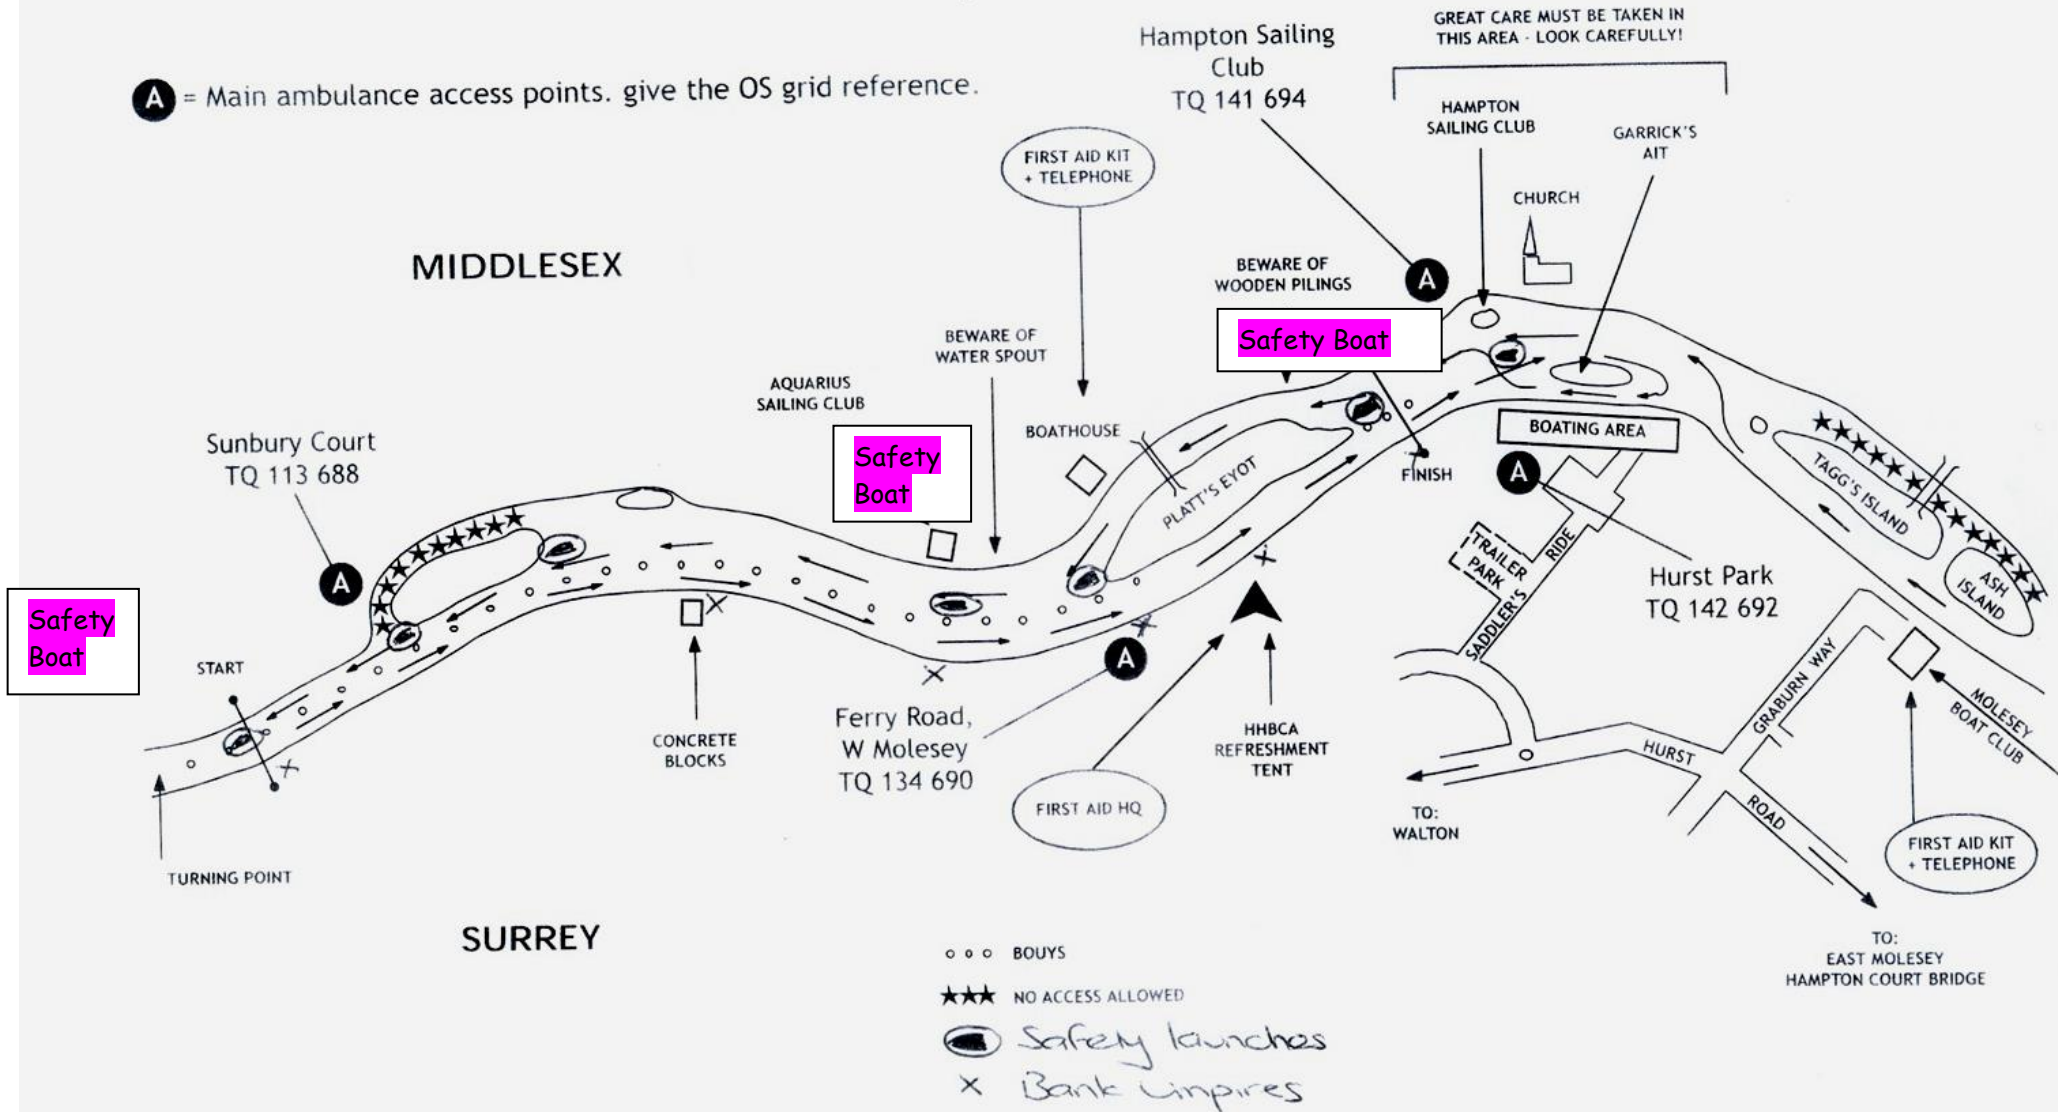 GREAT CARE MUST BE TAKEN IN
THIS AREA - LOOK CAREFULLY!
Hampton Sailing
Club
TQ 141 694
A = Main ambulance access points. give the OS grid reference.
HAMPTON
SAILING CLUB
GARRICK'S
AIT
FIRST AID KIT
+ TELEPHONE
CHURCH
MIDDLESEX
BEWARE OF
WOODEN PILINGS
A
Safety Boat
BEWARE OF
WATER SPOUT
AQUARIUS
SAILING CLUB
BOATHOUSE
BOATING AREA
Sunbury Court
TQ 113 688
Safety
Boat
PLATT'S EYOT
FINISH
A
TAGG'S ISLAND
A
TRAILER
PARK
SADDLER'S RIDE
Hurst Park
TQ 142 692
ASH
ISLAND
Safety
Boat
START
A
Ferry Road,
W Molesey
TQ 134 690
CONCRETE
BLOCKS
HHBCA
REFRESHMENT
TENT
FIRST AID HQ
GRABURN WAY
MOLESEY
BOAT CLUB
HURST
ROAD
TO:
WALTON
FIRST AID KIT
+ TELEPHONE
TURNING POINT
SURREY
TO:
EAST MOLESEY
HAMPTON COURT BRIDGE
BOUYS
NO ACCESS ALLOWED
Safety launches
X Bank Umpires